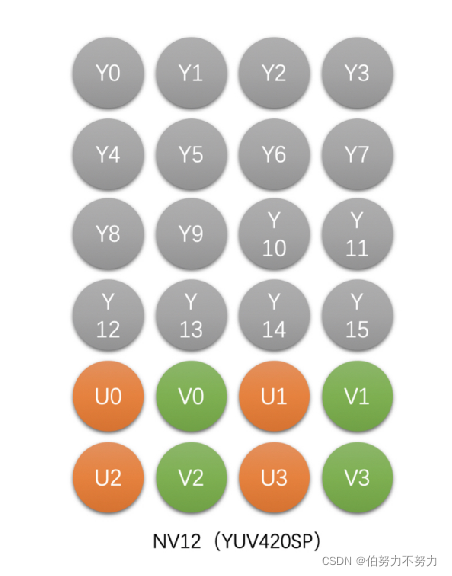 Y0 Y1 Y2 Y3
Y4 Y5 Y6 Y7
Y8 Y9 Y 10 Y 11
Y 12 Y 13 Y 14 Y 15
U0 V0 U1 V1
U2 V2 U3 V3
NV12（YUV420SP）
CSDN @伯努力不努力